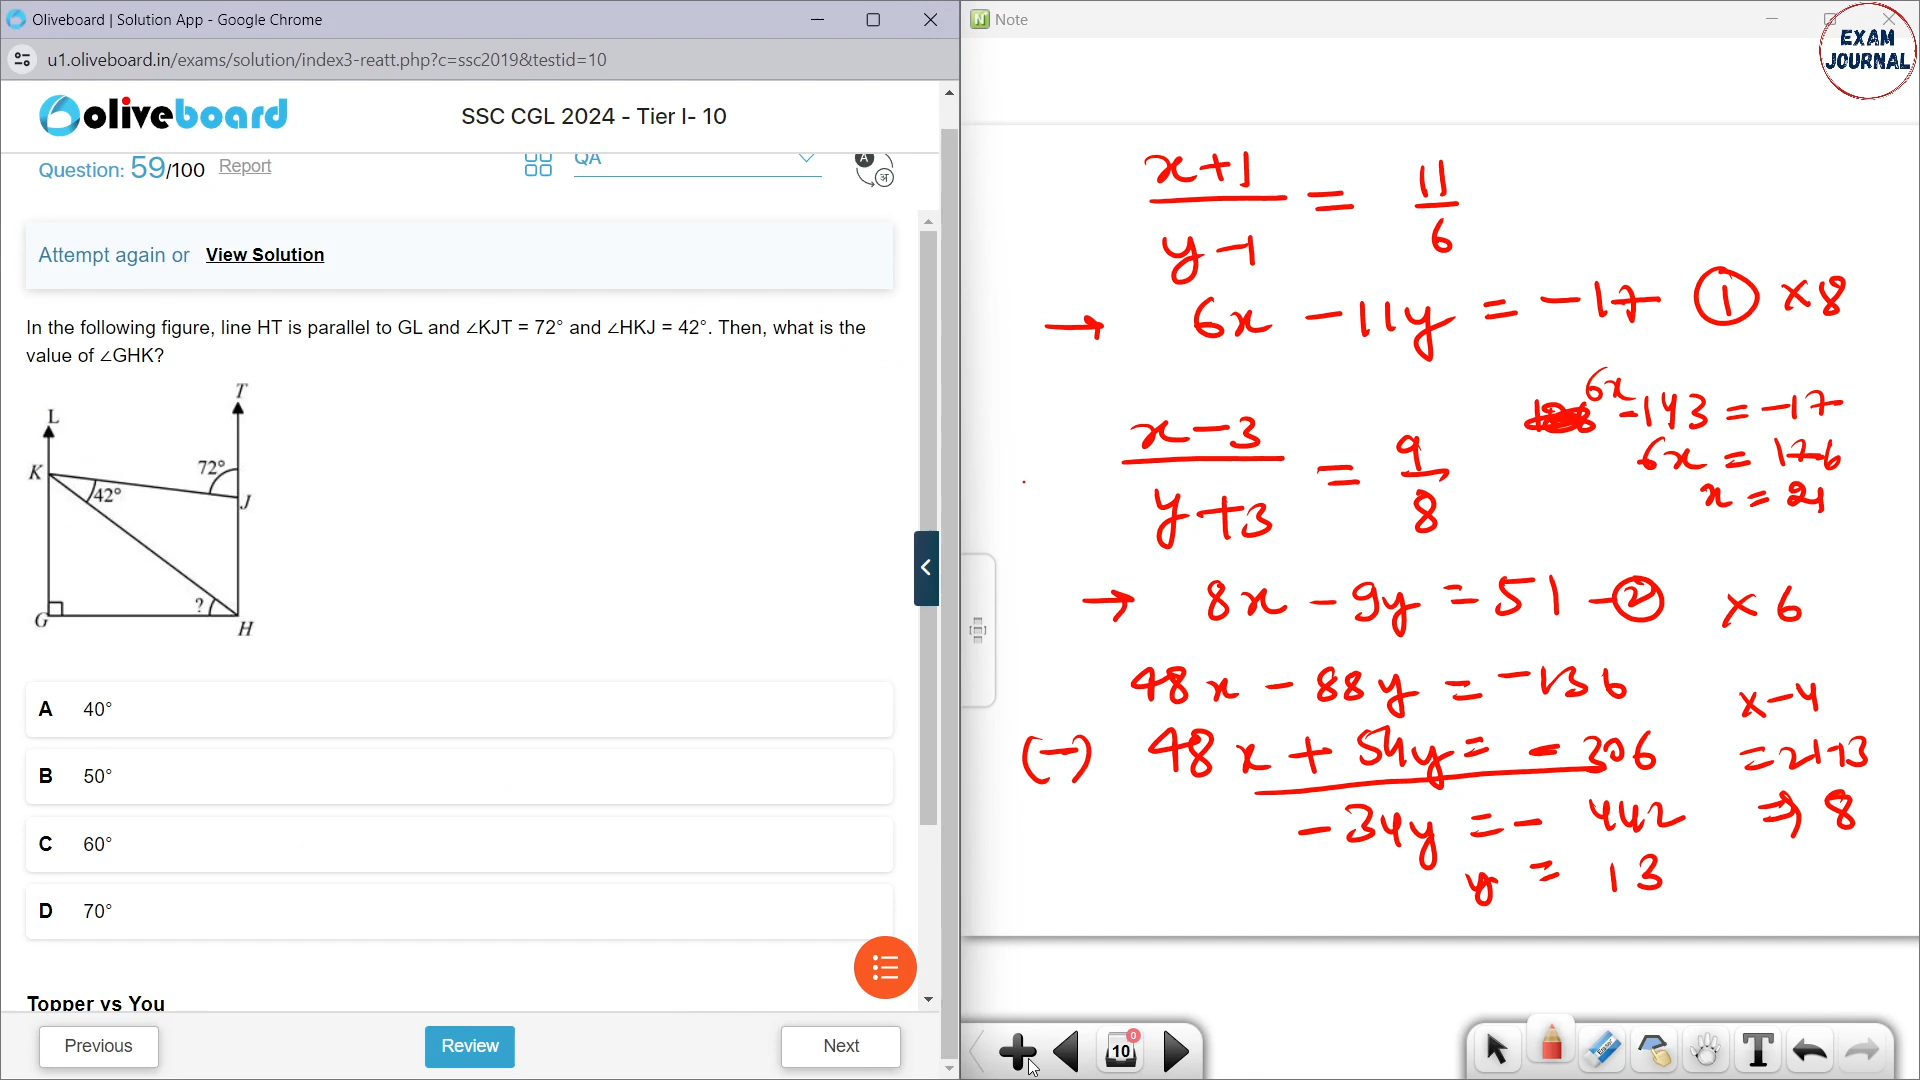 Oliveboard | Solution App - Google Chrome
u1.oliveboard.in/exams/solution/index3-reatt.php?c=ssc2019&testid=10
oliveboard
SSC CGL 2024 - Tier I- 10
Question: 59/100 Report
QA
A
अ
Attempt again or View Solution
In the following figure, line HT is parallel to GL and ∠KJT = 72° and ∠HKJ = 42°. Then, what is the
value of ∠GHK?
T
L
K
72°
42°
J
?
G
H
A 40°
B 50°
C 60°
D 70°
Topper vs You
Previous
Review
Next
Note
EXAM
JOURNAL
x+1 / y-1 = 11/6
→ 6x - 11y = -17 ① ×8
6x - 143 = -17
6x = 126
x = 21
x-3 / y+3 = 9/8
→ 8x - 9y = 51 - ② × 6
48x - 88y = -136
(-) 48x + 54y = - 306
-34y = - 442
y = 13
x-y
= 21-13
⇒ 8
10
0
T